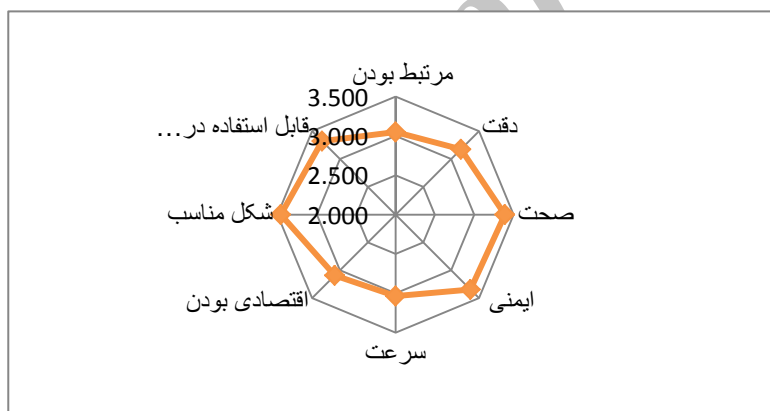 مرتبط بودن
دقت
صحت
ایمنی
سرعت
اقتصادی بودن
شکل مناسب
قابل استفاده در...
3.500
3.000
2.500
2.000